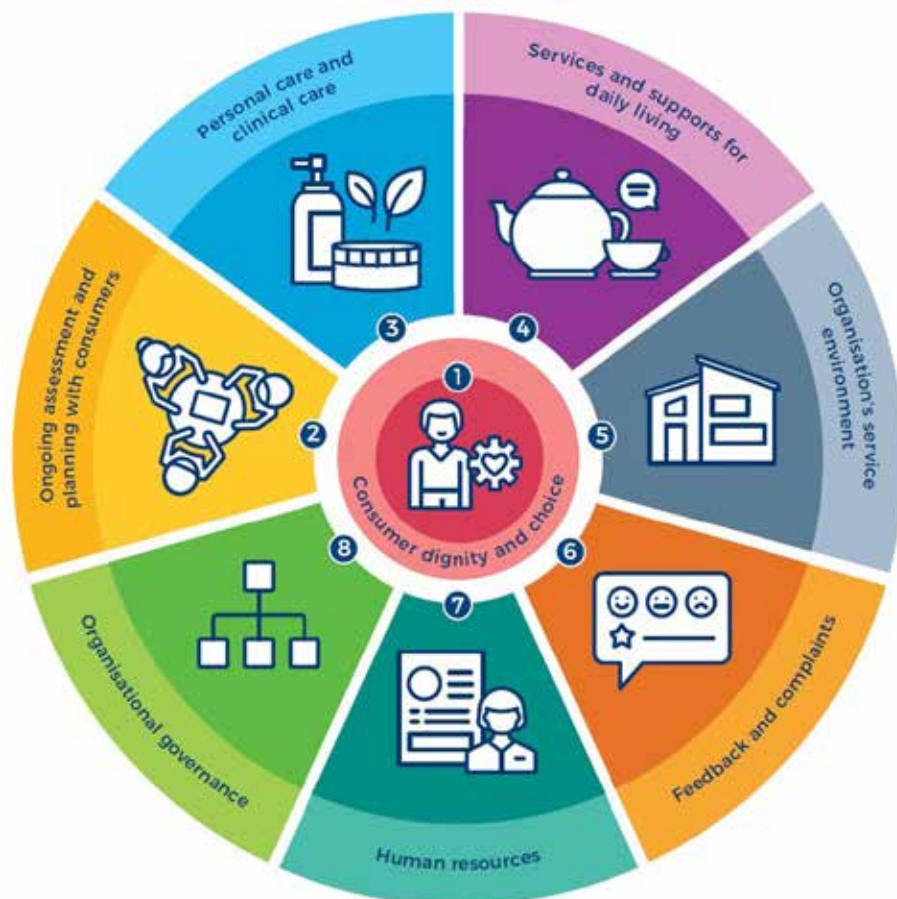 Personal care and
clinical care
Services and supports for
daily living
Ongoing assessment and
planning with consumers
Organisation's service
environment
3
4
1
2
5
Consumer dignity and choice
8
6
7
Organisational governance
Feedback and complaints
Human resources